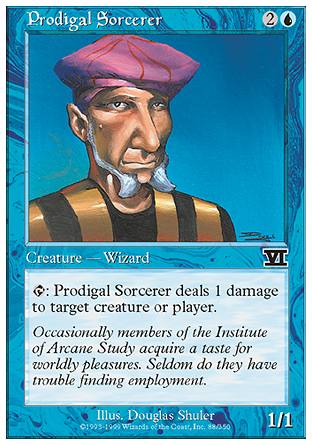 Prodigal Sorcerer 2
Creature — Wizard VI
: Prodigal Sorcerer deals 1 damage
to target creature or player.
Occasionally members of the Institute
of Arcane Study acquire a taste for
worldly pleasures. Seldom do they have
trouble finding employment.
Illus. Douglas Shuler
©1993-1999 Wizards of the Coast, Inc. 88/350
1/1